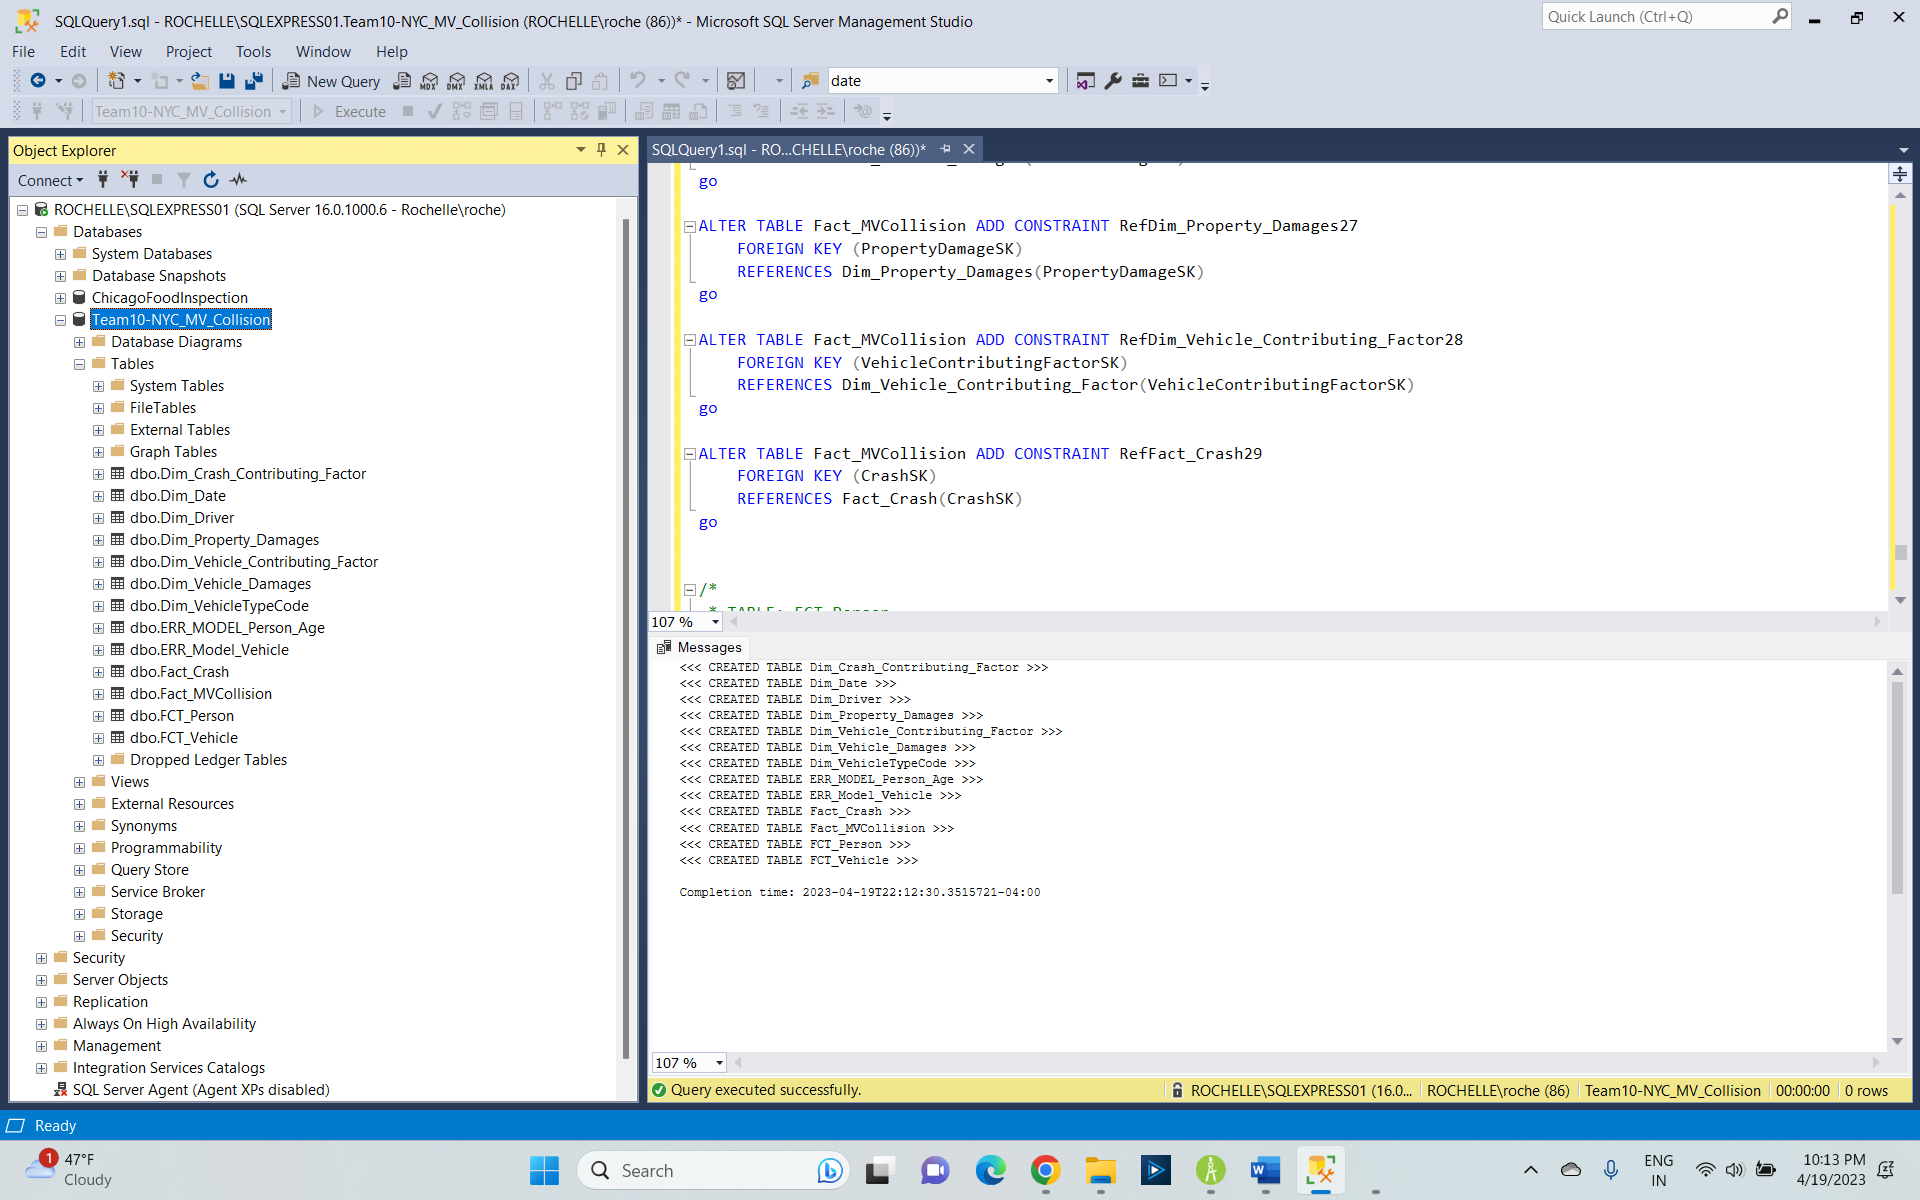 SQLQuery1.sql - ROCHELLE\SQLEXPRESS01.Team10-NYC_MV_Collision (ROCHELLE\roche (86))* - Microsoft SQL Server Management Studio
Quick Launch (Ctrl+Q)
File Edit View Project Tools Window Help
New Query MDX DMX XMLA DAX date
Team10-NYC_MV_Collision Execute
Object Explorer
Connect
ROCHELLE\SQLEXPRESS01 (SQL Server 16.0.1000.6 - Rochelle\roche)
Databases
System Databases
Database Snapshots
ChicagoFoodInspection
Team10-NYC_MV_Collision
Database Diagrams
Tables
System Tables
FileTables
External Tables
Graph Tables
dbo.Dim_Crash_Contributing_Factor
dbo.Dim_Date
dbo.Dim_Driver
dbo.Dim_Property_Damages
dbo.Dim_Vehicle_Contributing_Factor
dbo.Dim_Vehicle_Damages
dbo.Dim_VehicleTypeCode
dbo.ERR_MODEL_Person_Age
dbo.ERR_Model_Vehicle
dbo.Fact_Crash
dbo.Fact_MVCollision
dbo.FCT_Person
dbo.FCT_Vehicle
Dropped Ledger Tables
Views
External Resources
Synonyms
Programmability
Query Store
Service Broker
Storage
Security
Security
Server Objects
Replication
Always On High Availability
Management
Integration Services Catalogs
SQL Server Agent (Agent XPs disabled)
SQLQuery1.sql - RO...CHELLE\roche (86))*
go
ALTER TABLE Fact_MVCollision ADD CONSTRAINT RefDim_Property_Damages27
FOREIGN KEY (PropertyDamageSK)
REFERENCES Dim_Property_Damages(PropertyDamageSK)
go
ALTER TABLE Fact_MVCollision ADD CONSTRAINT RefDim_Vehicle_Contributing_Factor28
FOREIGN KEY (VehicleContributingFactorSK)
REFERENCES Dim_Vehicle_Contributing_Factor(VehicleContributingFactorSK)
go
ALTER TABLE Fact_MVCollision ADD CONSTRAINT RefFact_Crash29
FOREIGN KEY (CrashSK)
REFERENCES Fact_Crash(CrashSK)
go
/*
* TABLE: FCT_Person
107 %
Messages
<<< CREATED TABLE Dim_Crash_Contributing_Factor >>>
<<< CREATED TABLE Dim_Date >>>
<<< CREATED TABLE Dim_Driver >>>
<<< CREATED TABLE Dim_Property_Damages >>>
<<< CREATED TABLE Dim_Vehicle_Contributing_Factor >>>
<<< CREATED TABLE Dim_Vehicle_Damages >>>
<<< CREATED TABLE Dim_VehicleTypeCode >>>
<<< CREATED TABLE ERR_MODEL_Person_Age >>>
<<< CREATED TABLE ERR_Model_Vehicle >>>
<<< CREATED TABLE Fact_Crash >>>
<<< CREATED TABLE Fact_MVCollision >>>
<<< CREATED TABLE FCT_Person >>>
<<< CREATED TABLE FCT_Vehicle >>>
Completion time: 2023-04-19T22:12:30.3515721-04:00
107 %
Query executed successfully. ROCHELLE\SQLEXPRESS01 (16.0... ROCHELLE\roche (86) Team10-NYC_MV_Collision 00:00:00 0 rows
Ready
1
47°F
Cloudy
Search
ENG
IN
10:13 PM
4/19/2023